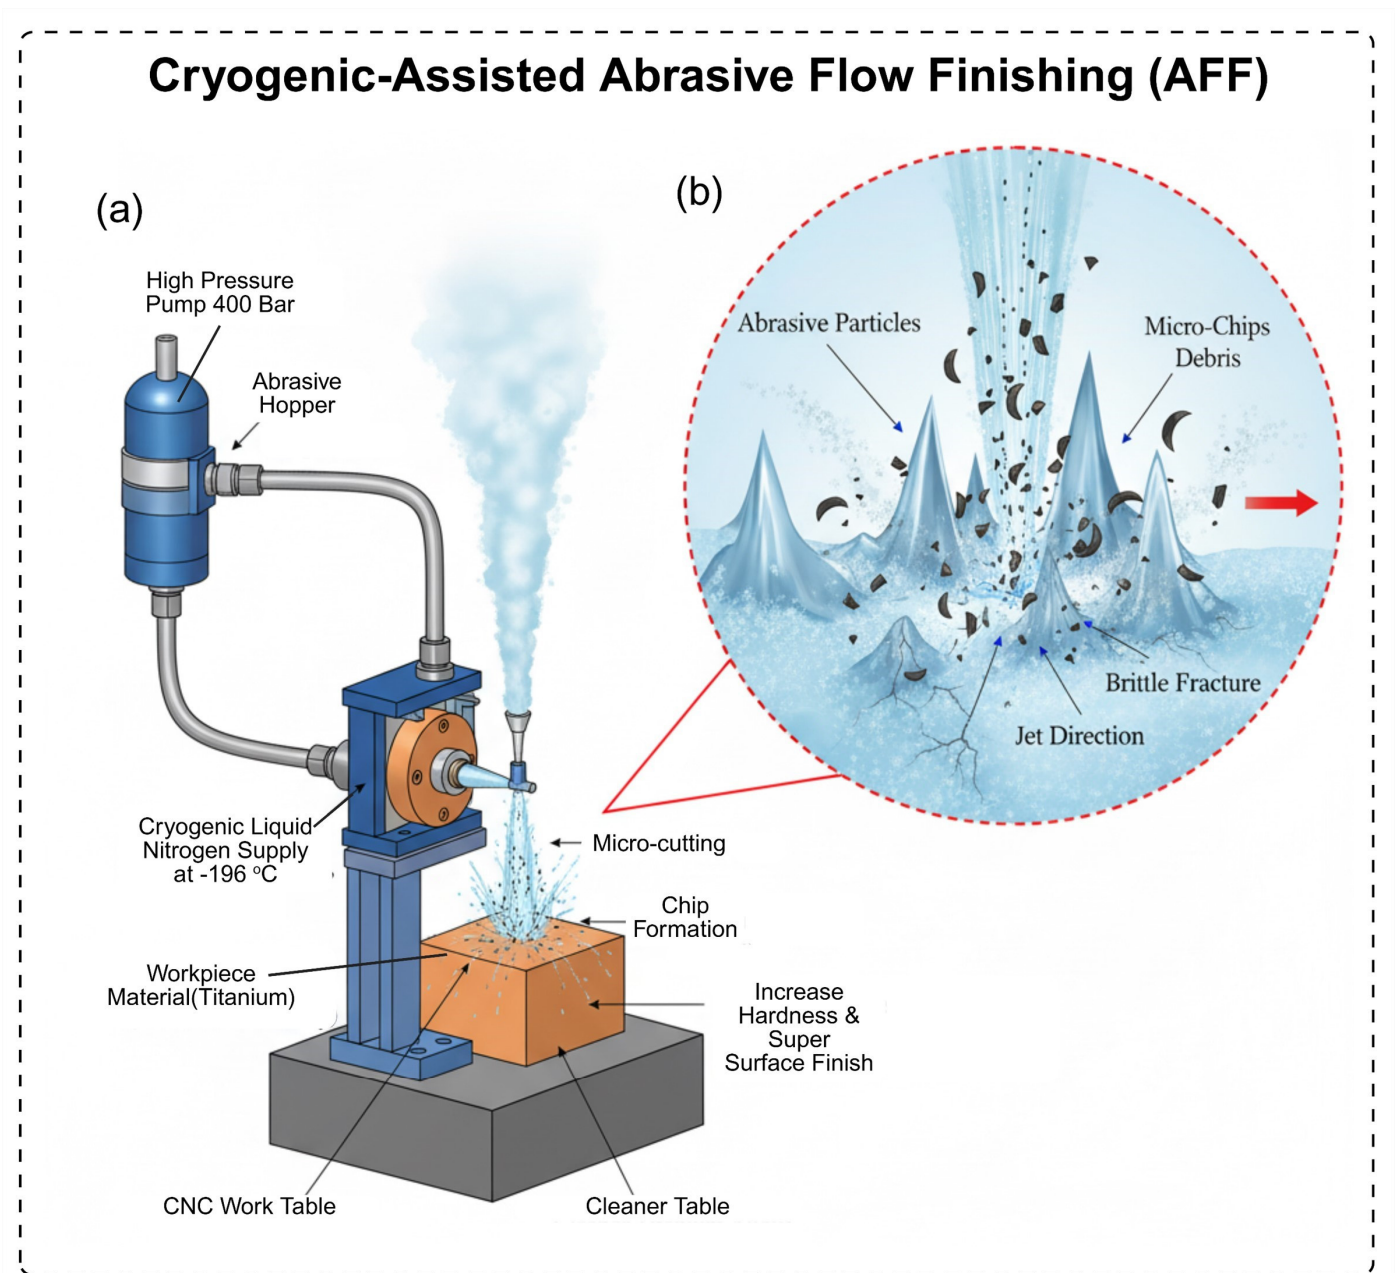 Cryogenic-Assisted Abrasive Flow Finishing (AFF)
(a)
High Pressure
Pump 400 Bar
Abrasive
Hopper
Cryogenic Liquid
Nitrogen Supply
at -196 °C
Micro-cutting
Chip
Formation
Workpiece
Material(Titanium)
Increase
Hardness &
Super
Surface Finish
CNC Work Table
Cleaner Table
(b)
Abrasive Particles
Micro-Chips
Debris
Brittle Fracture
Jet Direction